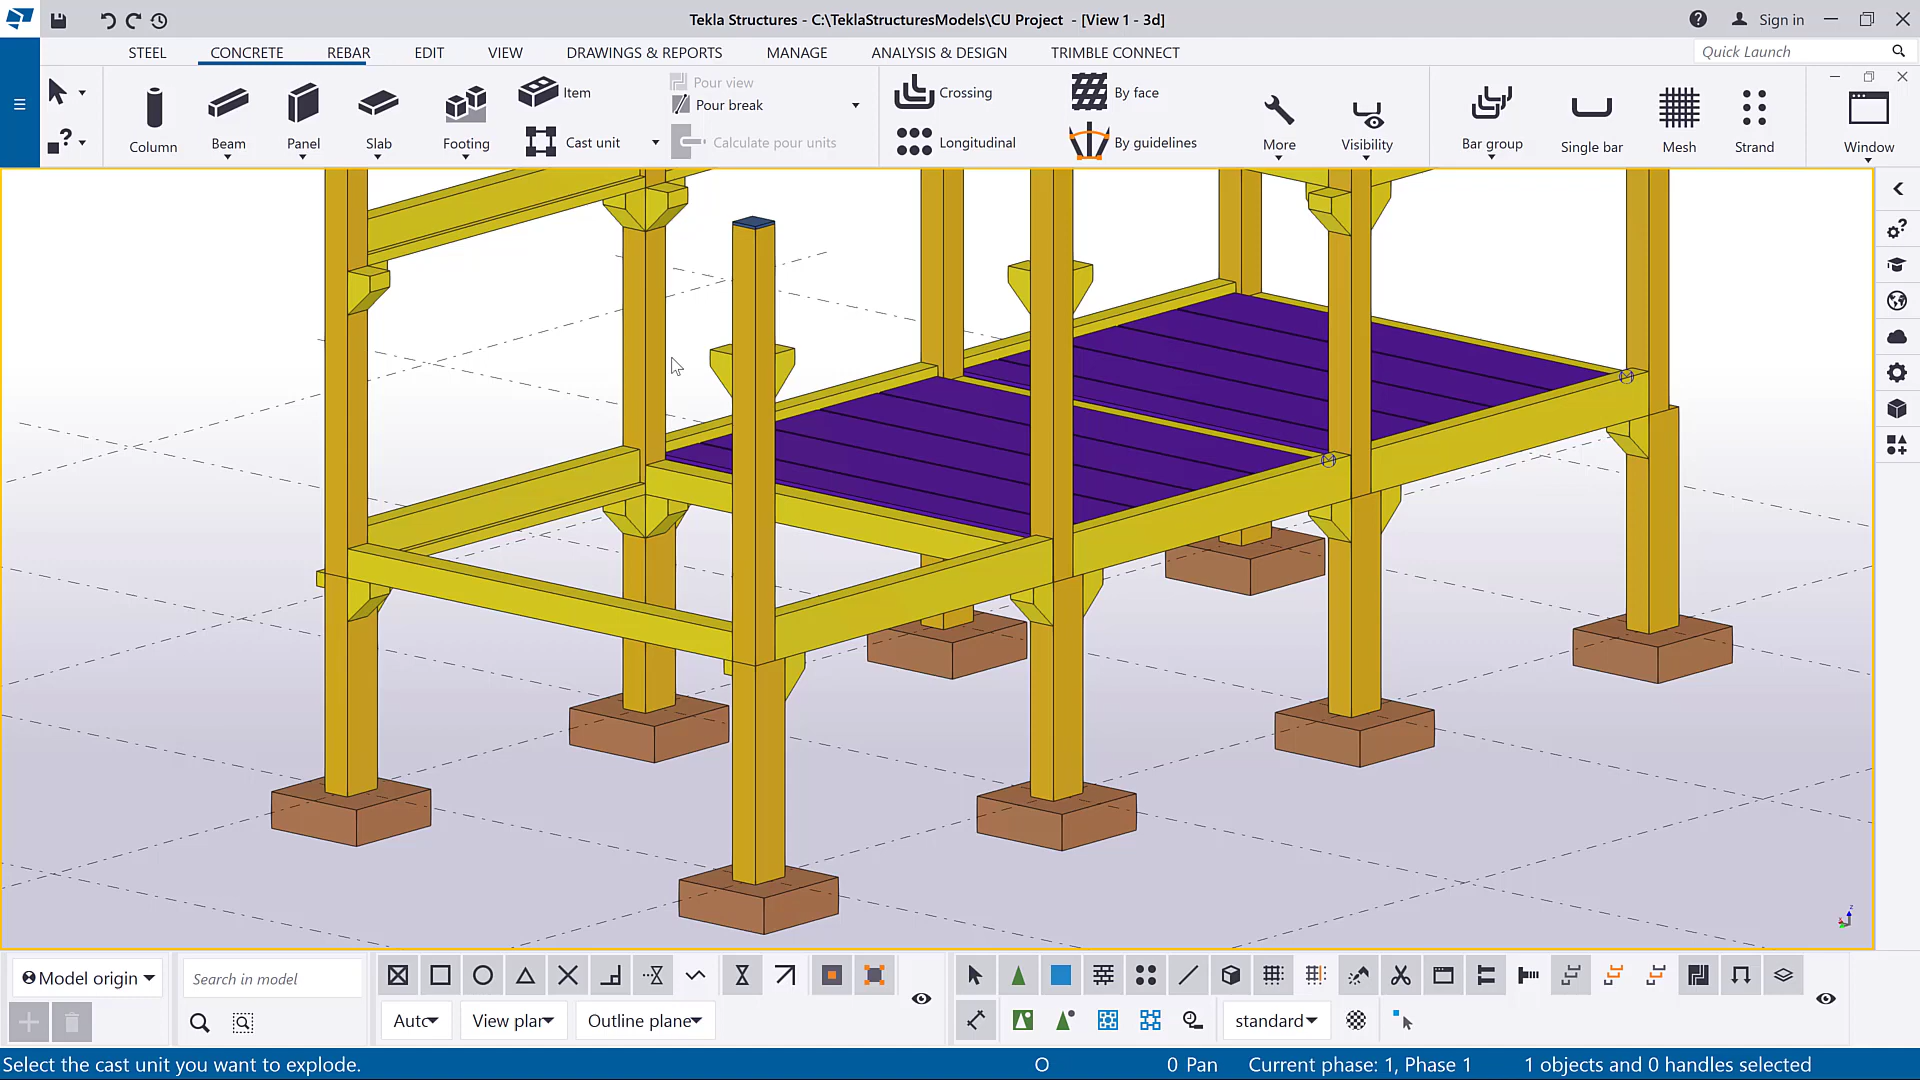 Tekla Structures - C:\TeklaStructuresModels\CU Project - [View 1 - 3d]
Sign in
STEEL CONCRETE REBAR EDIT VIEW DRAWINGS & REPORTS MANAGE ANALYSIS & DESIGN TRIMBLE CONNECT
Quick Launch
Column
Beam
Panel
Slab
Footing
Item
Cast unit
Pour view
Pour break
Calculate pour units
Crossing
Longitudinal
By face
By guidelines
More
Visibility
Bar group
Single bar
Mesh
Strand
Window
Model origin
Search in model
Auto
View plan
Outline plane
standard
Select the cast unit you want to explode.
O
0 Pan
Current phase: 1, Phase 1
1 objects and 0 handles selected